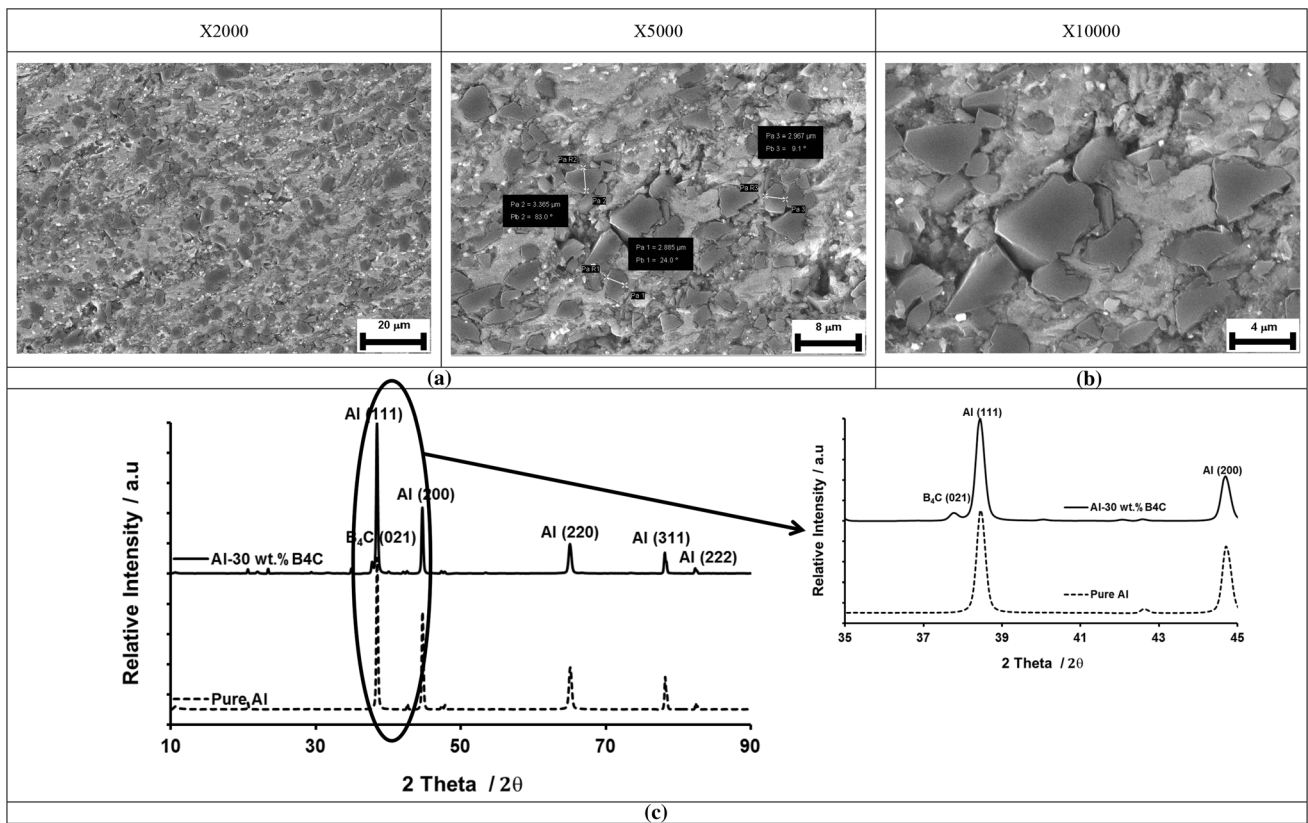 X2000
X5000
X10000
20 µm
Pa 3 = 2.967 µm
Pb 3 = 9.1 °
Pa R2
Pa 2
Pa R3
Pa 3
Pa 2 = 3.365 µm
Pb 2 = 83.0 °
Pa 1 = 2.885 µm
Pb 1 = 24.0 °
Pa R1
Pa 1
8 µm
4 µm
(a)
(b)
Al (111)
Al (200)
B₄C (021)
Al (220)
Al (311)
Al (222)
Al-30 wt.% B4C
Pure Al
Relative Intensity / a.u
10
30
50
70
90
2 Theta / 2θ
Al (111)
Al (200)
B₄C (021)
Al-30 wt.% B4C
Pure Al
Relative Intensity / a.u
35
37
39
41
43
45
2 Theta / 2θ
(c)